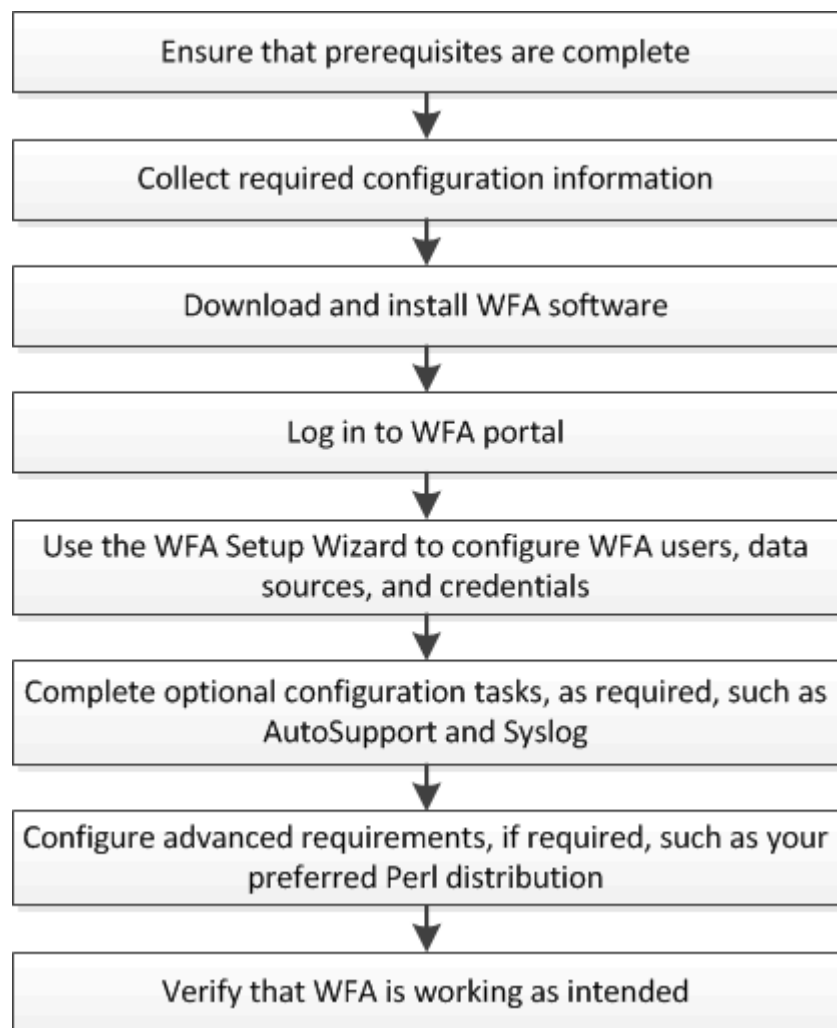 Ensure that prerequisites are complete
Collect required configuration information
Download and install WFA software
Log in to WFA portal
Use the WFA Setup Wizard to configure WFA users, data
sources, and credentials
Complete optional configuration tasks, as required, such as
AutoSupport and Syslog
Configure advanced requirements, if required, such as your
preferred Perl distribution
Verify that WFA is working as intended